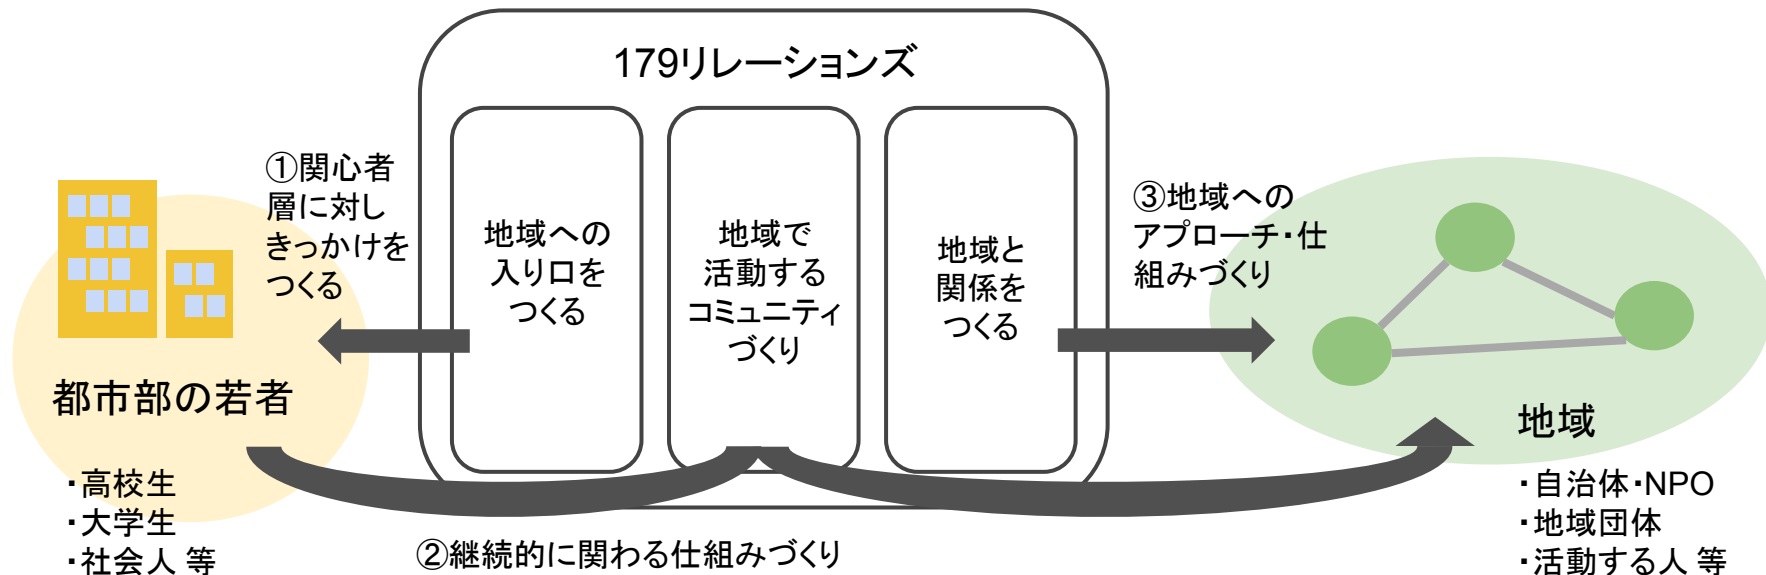 179リレーションズ
①関心者
層に対し
きっかけを
つくる
地域への
入り口を
つくる
地域で
活動する
コミュニティ
づくり
地域と
関係を
つくる
③地域への
アプローチ・仕
組みづくり
都市部の若者
・高校生
・大学生
・社会人 等
②継続的に関わる仕組みづくり
地域
・自治体・NPO
・地域団体
・活動する人 等